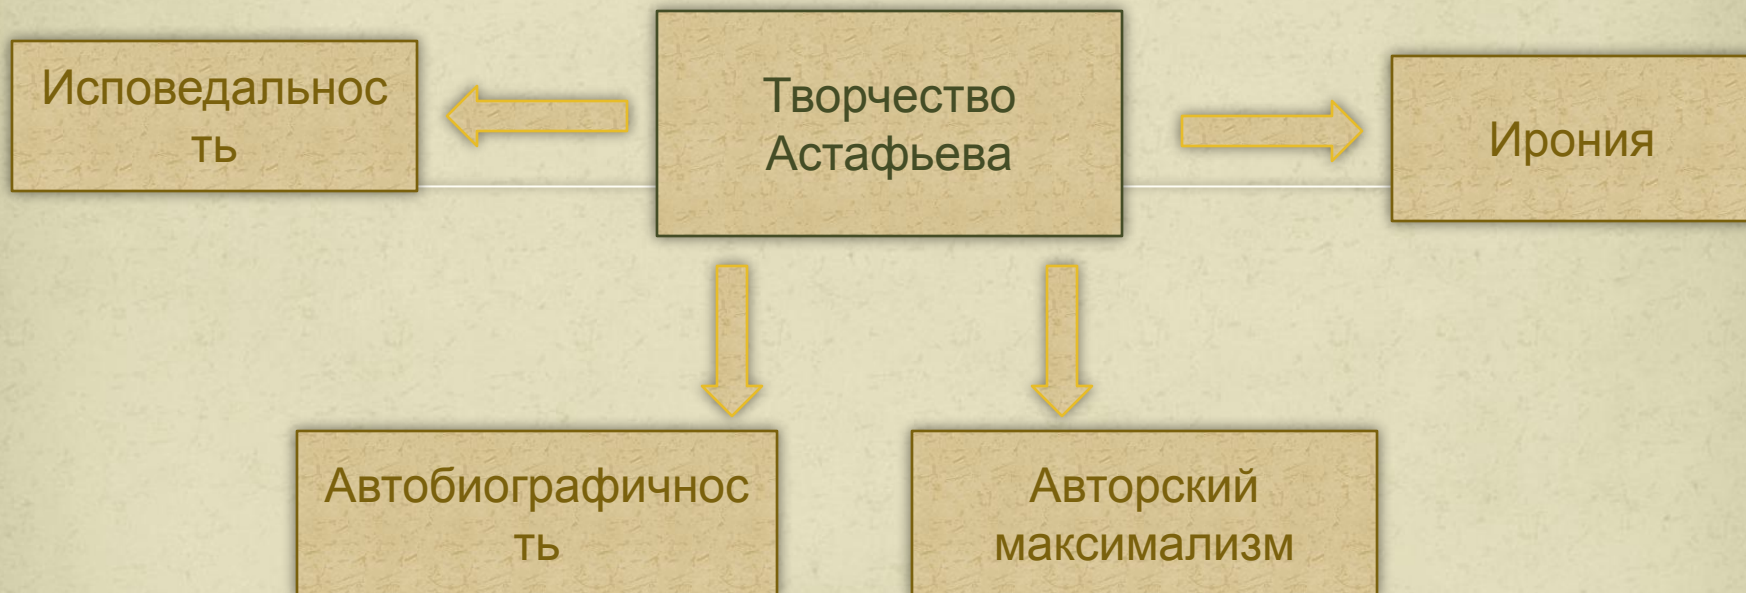 Исповедальнос
ть
Творчество
Астафьева
Ирония
Автобиографичнос
ть
Авторский
максимализм